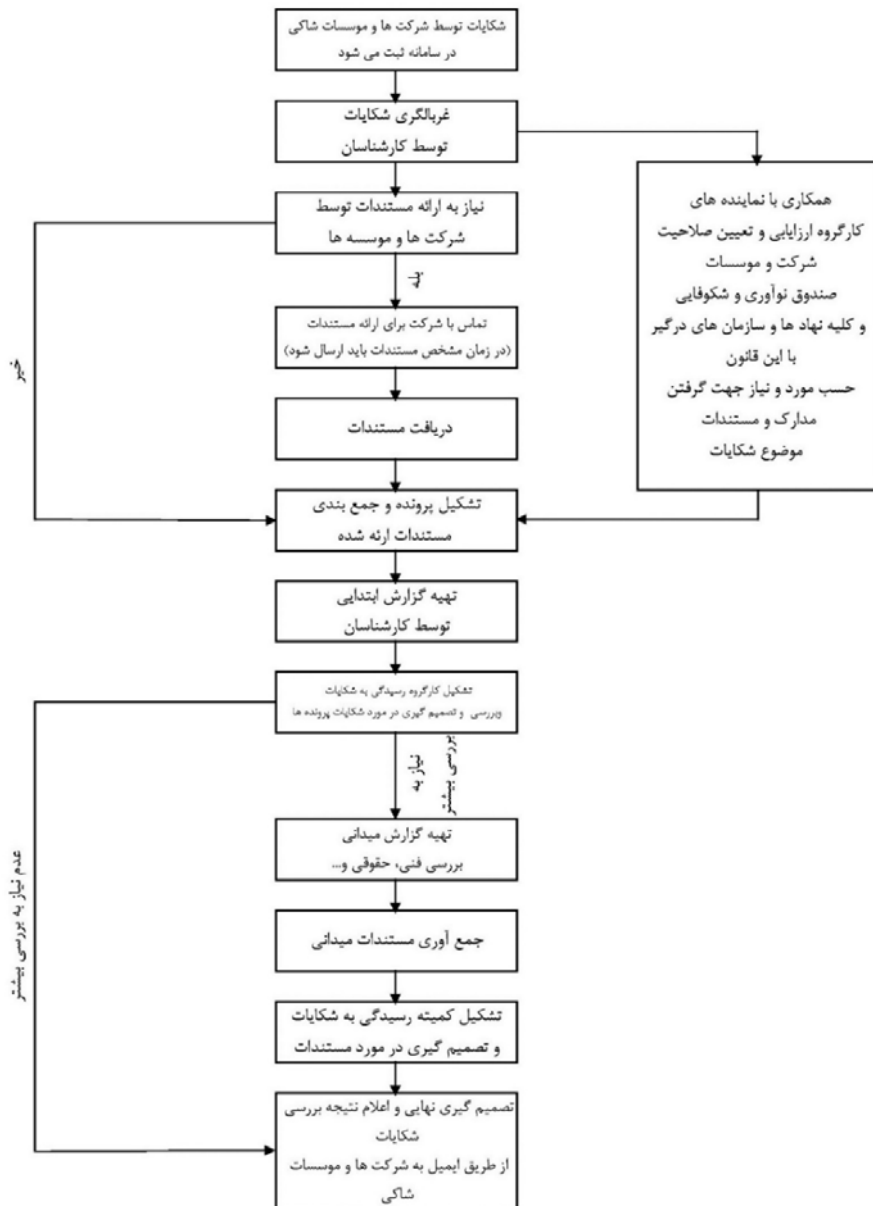 شکایات توسط شرکت ها و موسسات شاکی
در سامانه ثبت می شود
غربالگری شکایات
توسط کارشناسان
همکاری با نماینده های
کارگروه ارزایابی و تعیین صلاحیت
شرکت و موسسات
صندوق نوآوری و شکوفایی
و کلیه نهاد ها و سازمان های درگیر
با این قانون
حسب مورد و نیاز جهت گرفتن
مدارک و مستندات
موضوع شکایات
نیاز به ارائه مستندات توسط
شرکت ها و موسسه ها
بله
خیر
تماس با شرکت برای ارائه مستندات
(در زمان مشخص مستندات باید ارسال شود)
دریافت مستندات
تشکیل پرونده و جمع بندی
مستندات ارئه شده
تهیه گزارش ابتدایی
توسط کارشناسان
تشکیل کارگروه رسیدگی به شکایات
وبررسی و تصمیم گیری در مورد شکایات پرونده ها
نیاز به
بررسی بیشتر
عدم نیاز به بررسی بیشتر
تهیه گزارش میدانی
بررسی فنی، حقوقی و...
جمع آوری مستندات میدانی
تشکیل کمیته رسیدگی به شکایات
و تصمیم گیری در مورد مستندات
تصمیم گیری نهایی و اعلام نتیجه بررسی
شکایات
از طریق ایمیل به شرکت ها و موسسات
شاکی